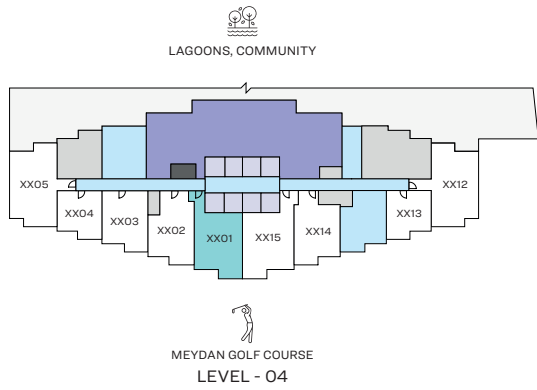 LAGOONS, COMMUNITY
XX05
XX12
XX04
XX03
XX02
XX01
XX15
XX14
XX13
MEYDAN GOLF COURSE
LEVEL - 04